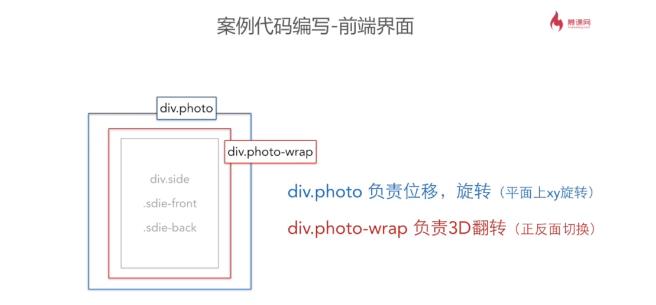 案例代码编写-前端界面
慕课网
div.photo
div.photo-wrap
div.side
.sdie-front
.sdie-back
div.photo 负责位移，旋转（平面上xy旋转）
div.photo-wrap 负责3D翻转（正反面切换）